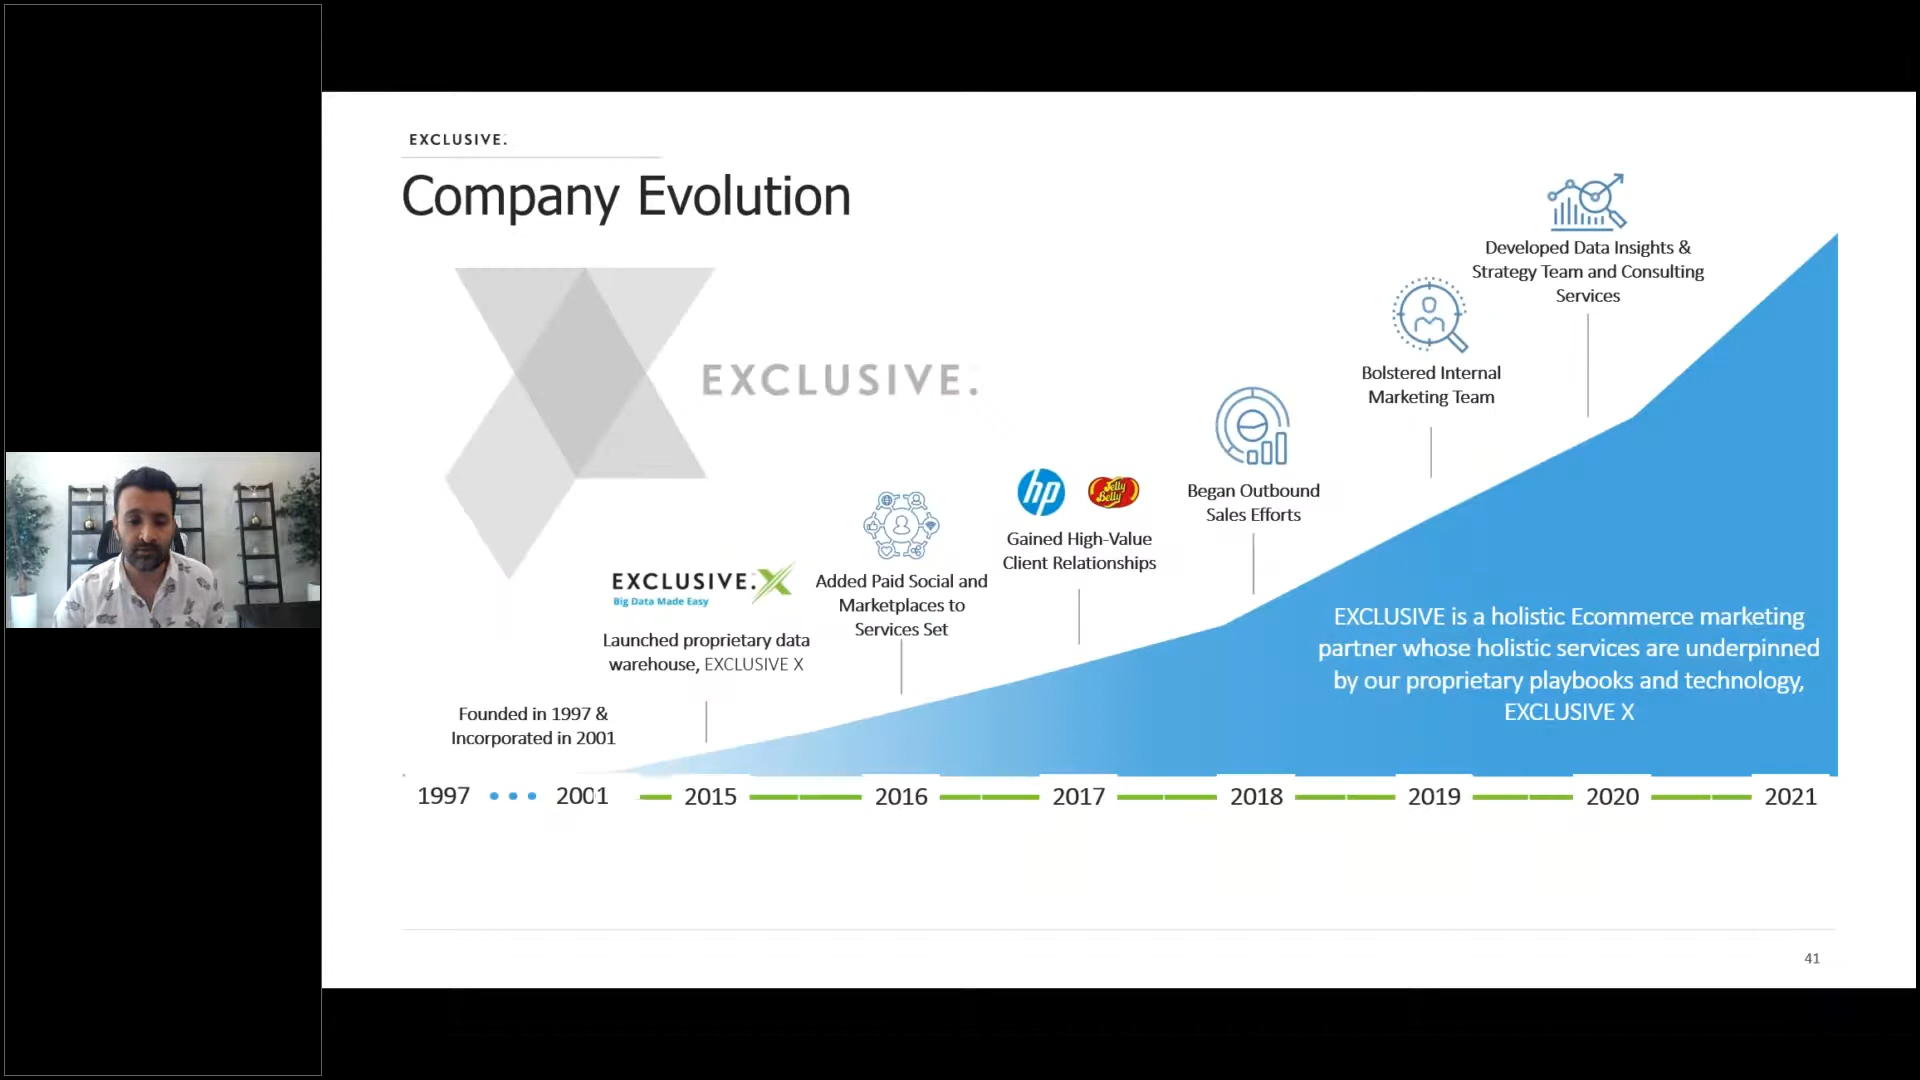 EXCLUSIVE.
Company Evolution
EXCLUSIVE.
Developed Data Insights &
Strategy Team and Consulting
Services
Bolstered Internal
Marketing Team
Began Outbound
Sales Efforts
hp
Jelly
Belly
Gained High-Value
Client Relationships
Added Paid Social and
Marketplaces to
Services Set
EXCLUSIVE.X
Big Data Made Easy
Launched proprietary data
warehouse, EXCLUSIVE X
Founded in 1997 &
Incorporated in 2001
EXCLUSIVE is a holistic Ecommerce marketing
partner whose holistic services are underpinned
by our proprietary playbooks and technology,
EXCLUSIVE X
1997 2001 2015 2016 2017 2018 2019 2020 2021
41